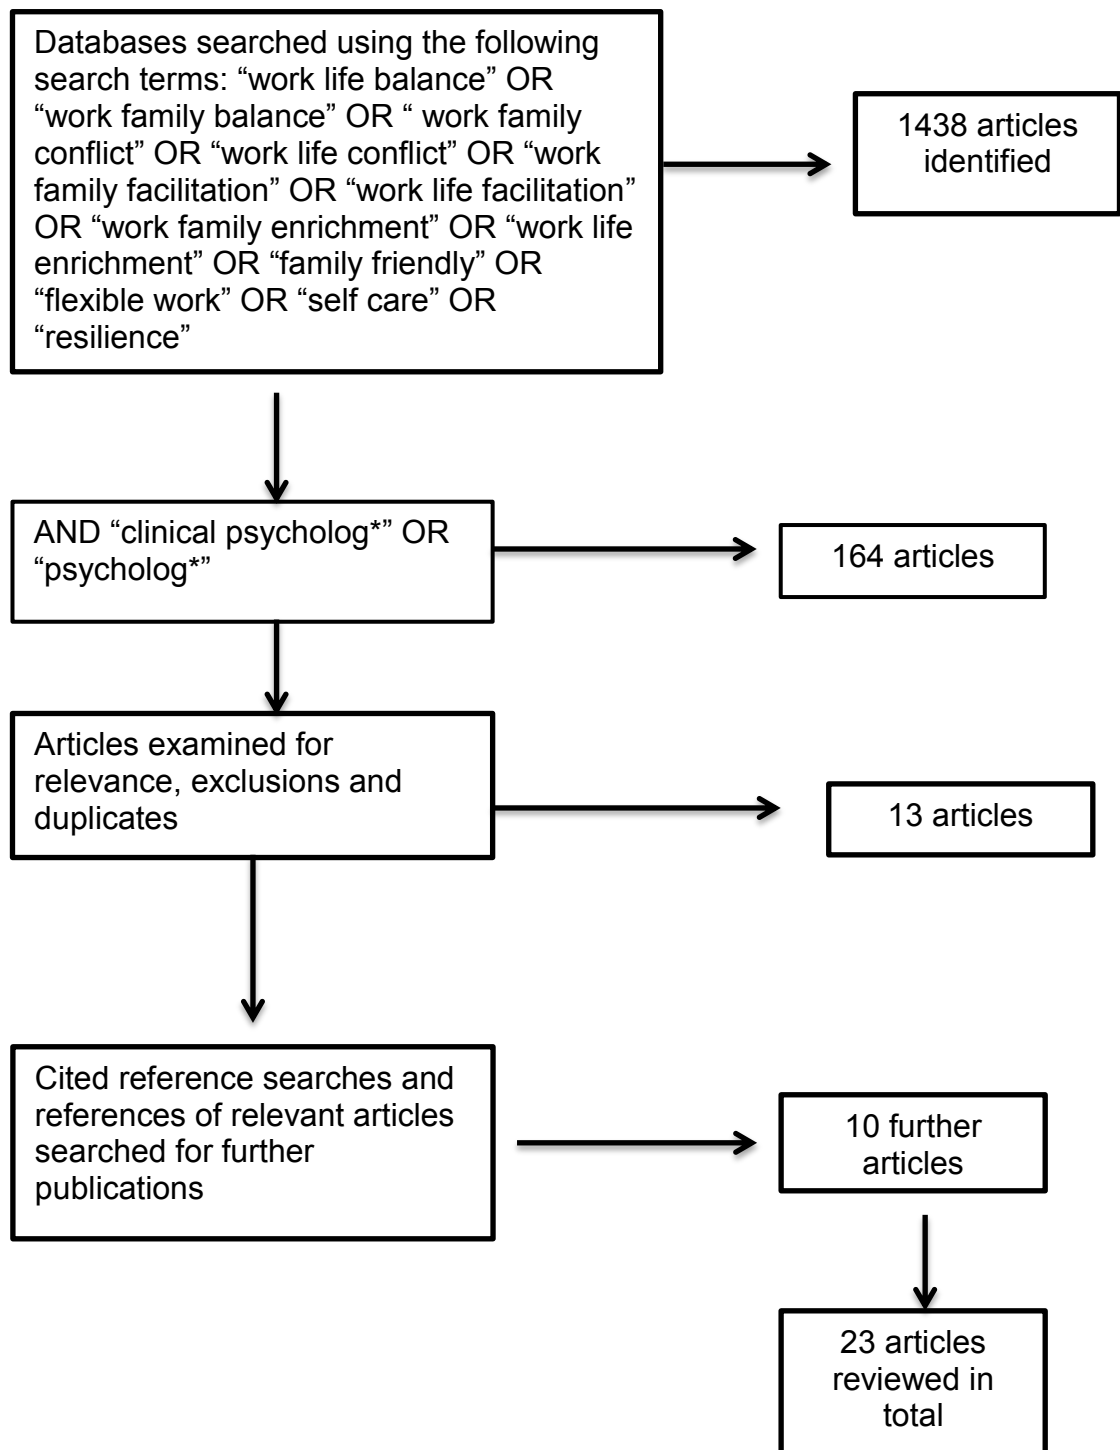 Databases searched using the following
search terms: “work life balance” OR
“work family balance” OR “ work family
conflict” OR “work life conflict” OR “work
family facilitation” OR “work life facilitation”
OR “work family enrichment” OR “work life
enrichment” OR “family friendly” OR
“flexible work” OR “self care” OR
“resilience”
1438 articles
identified
AND “clinical psycholog*” OR
“psycholog*”
164 articles
Articles examined for
relevance, exclusions and
duplicates
13 articles
Cited reference searches and
references of relevant articles
searched for further
publications
10 further
articles
23 articles
reviewed in
total